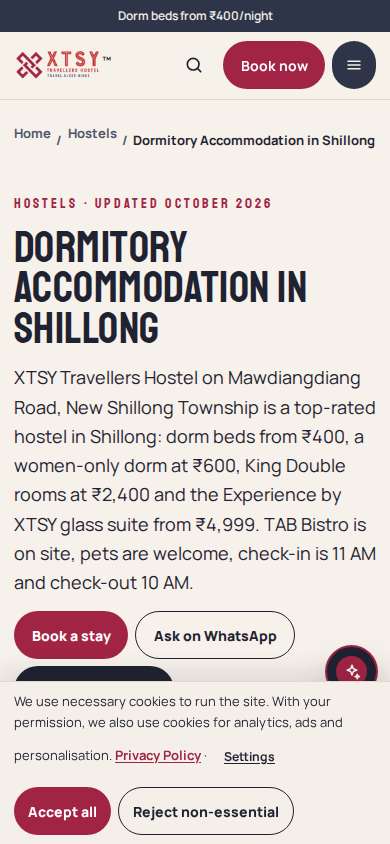 Dorm beds from ₹400/night
XTSY™
TRAVELLERS HOSTEL
TRAVEL.SLEEP.BINGE.
Book now
Home / Hostels / Dormitory Accommodation in Shillong
HOSTELS · UPDATED OCTOBER 2026
DORMITORY
ACCOMMODATION IN
SHILLONG
XTSY Travellers Hostel on Mawdiangdiang
Road, New Shillong Township is a top-rated
hostel in Shillong: dorm beds from ₹400, a
women-only dorm at ₹600, King Double
rooms at ₹2,400 and the Experience by
XTSY glass suite from ₹4,999. TAB Bistro is
on site, pets are welcome, check-in is 11 AM
and check-out 10 AM.
Book a stay Ask on WhatsApp
We use necessary cookies to run the site. With your
permission, we also use cookies for analytics, ads and
personalisation. Privacy Policy · Settings
Accept all Reject non-essential